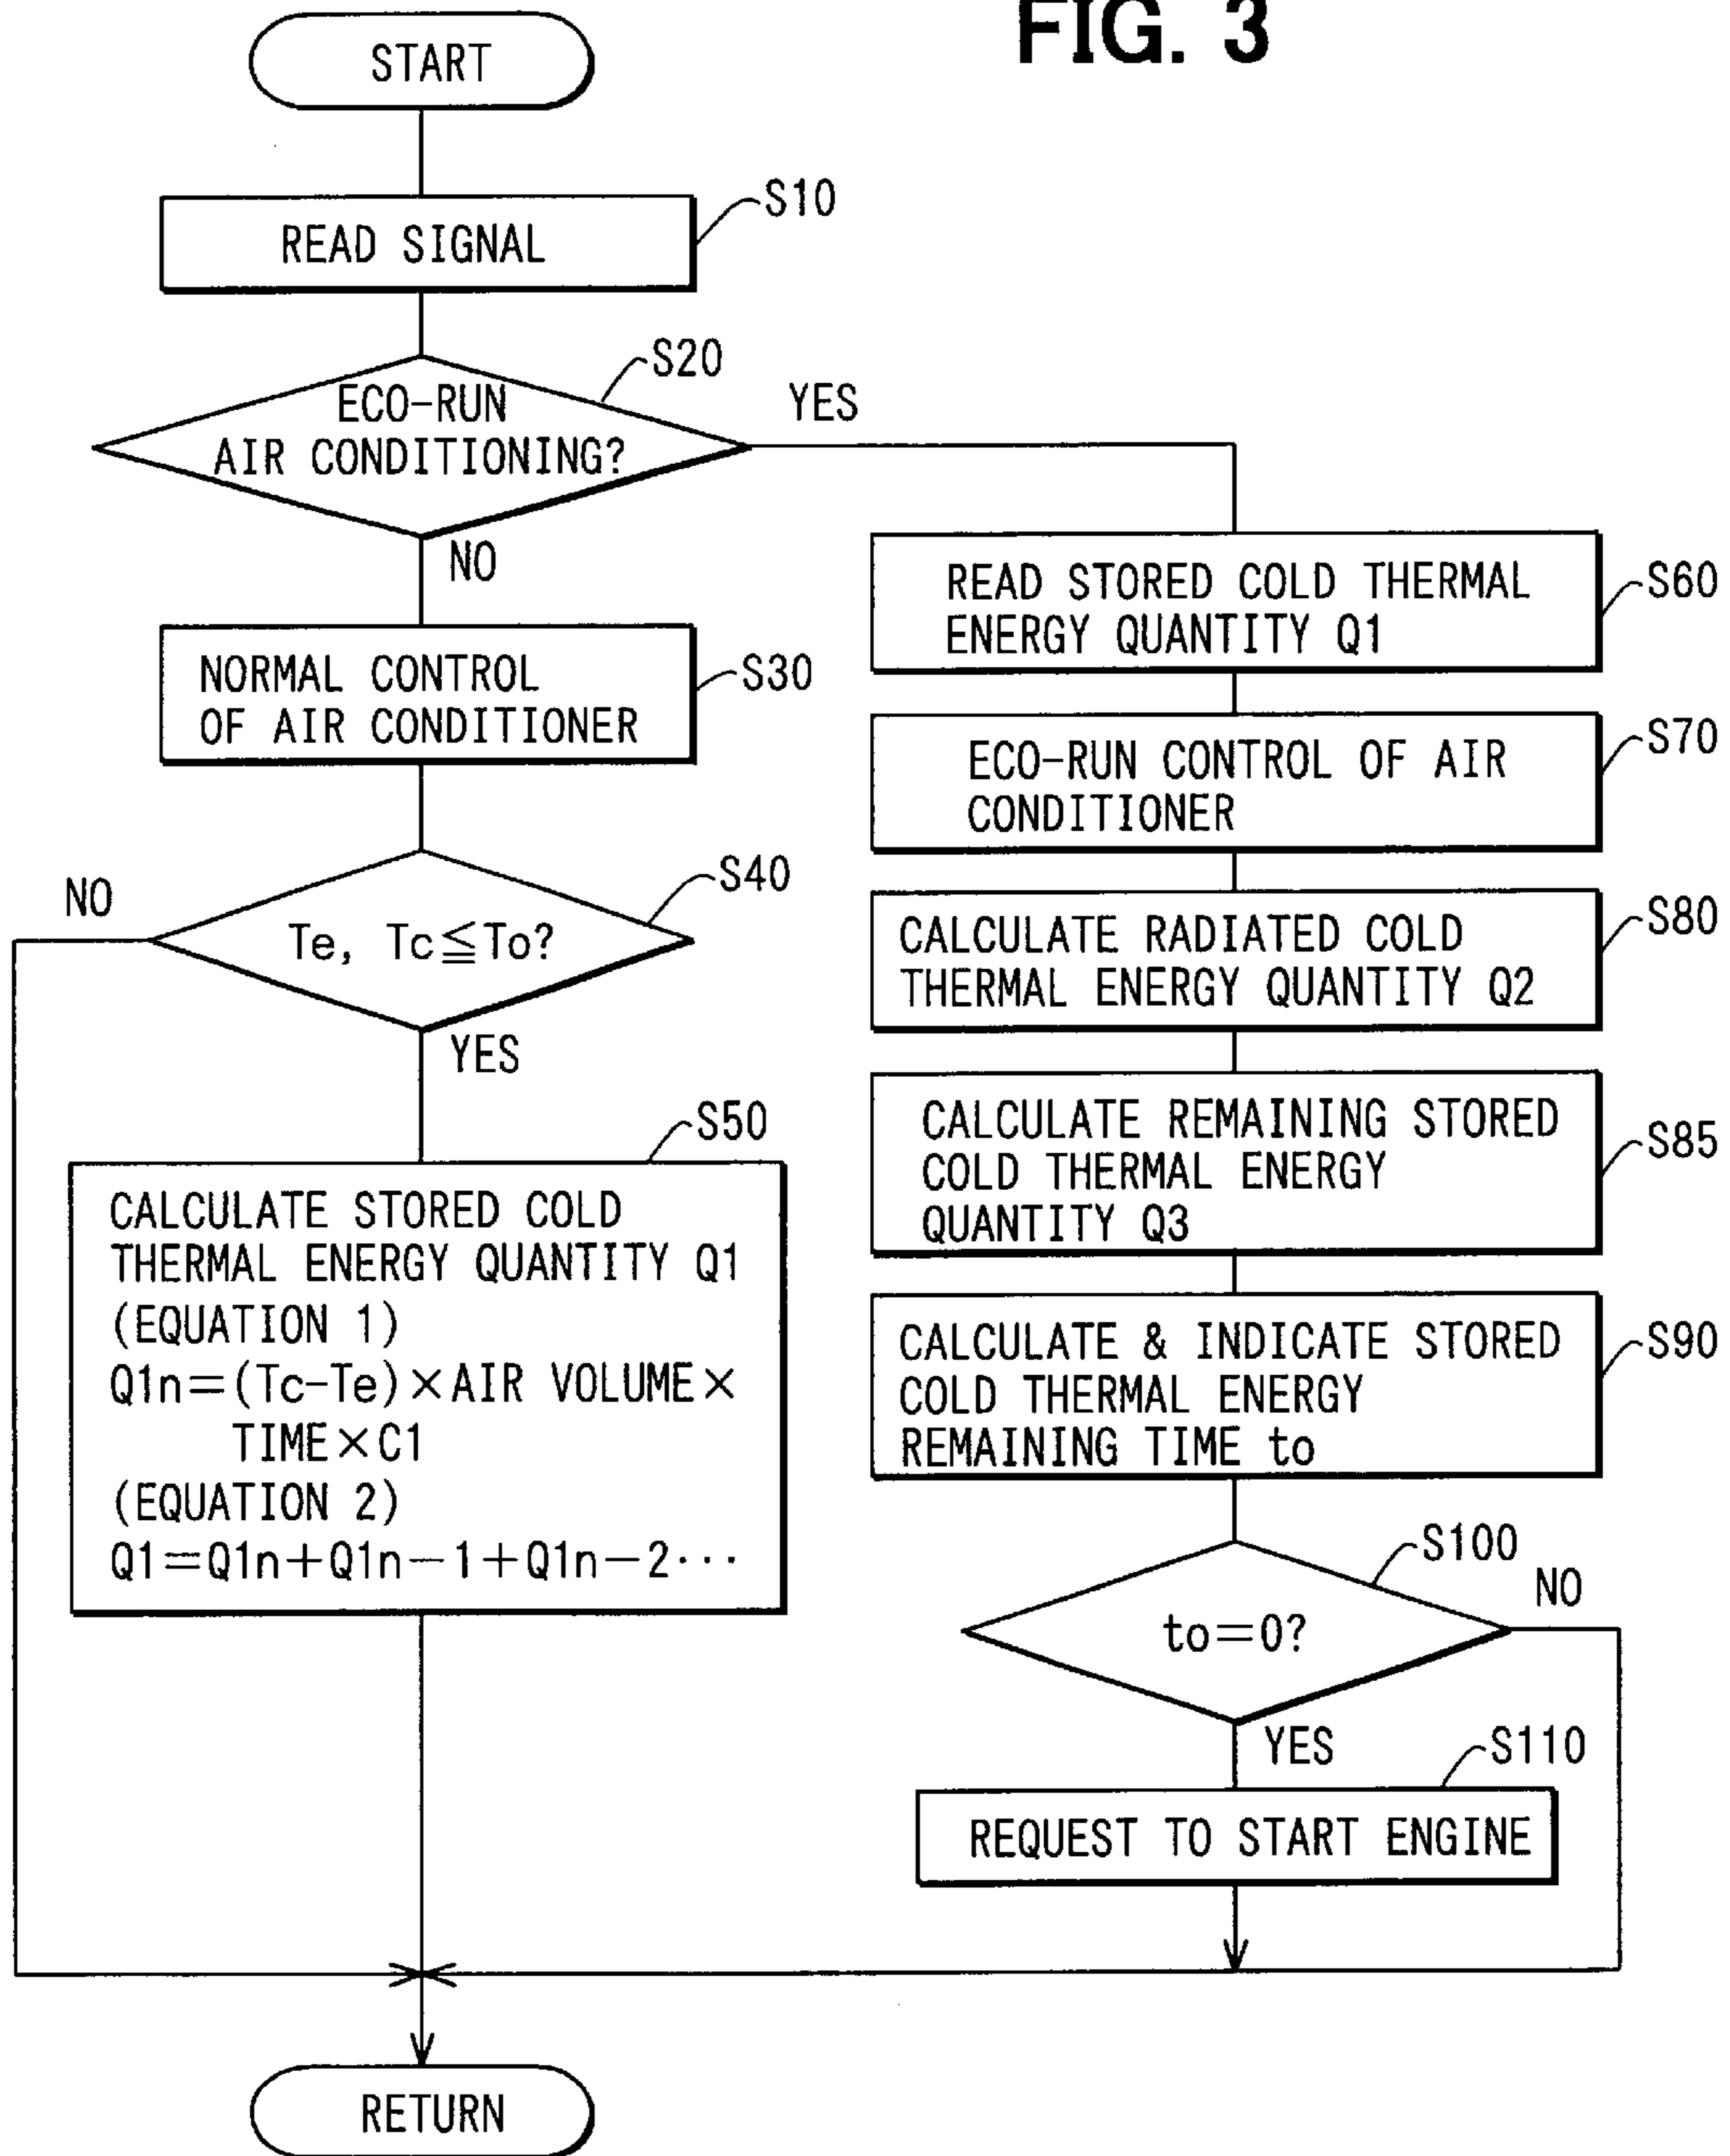 FIG. 3
START
S10
READ SIGNAL
S20
ECO-RUN
AIR CONDITIONING?
YES
NO
S30
NORMAL CONTROL
OF AIR CONDITIONER
S40
NO
Te, Tc≦To?
YES
S50
CALCULATE STORED COLD
THERMAL ENERGY QUANTITY Q1
(EQUATION 1)
Q1n=(Tc-Te)×AIR VOLUME×
TIME×C1
(EQUATION 2)
Q1=Q1n+Q1n-1+Q1n-2···
S60
READ STORED COLD THERMAL
ENERGY QUANTITY Q1
S70
ECO-RUN CONTROL OF AIR
CONDITIONER
S80
CALCULATE RADIATED COLD
THERMAL ENERGY QUANTITY Q2
S85
CALCULATE REMAINING STORED
COLD THERMAL ENERGY
QUANTITY Q3
S90
CALCULATE & INDICATE STORED
COLD THERMAL ENERGY
REMAINING TIME to
S100
NO
to=0?
YES
S110
REQUEST TO START ENGINE
RETURN